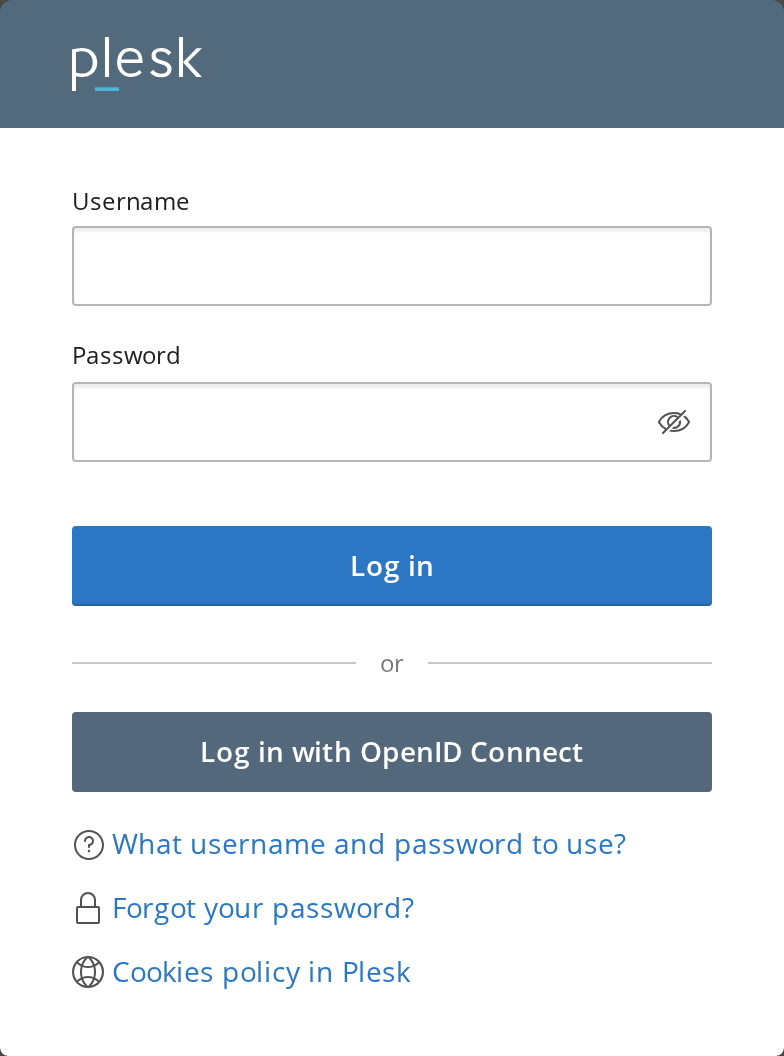 plesk
Username
Password
Log in
or
Log in with OpenID Connect
What username and password to use?
Forgot your password?
Cookies policy in Plesk